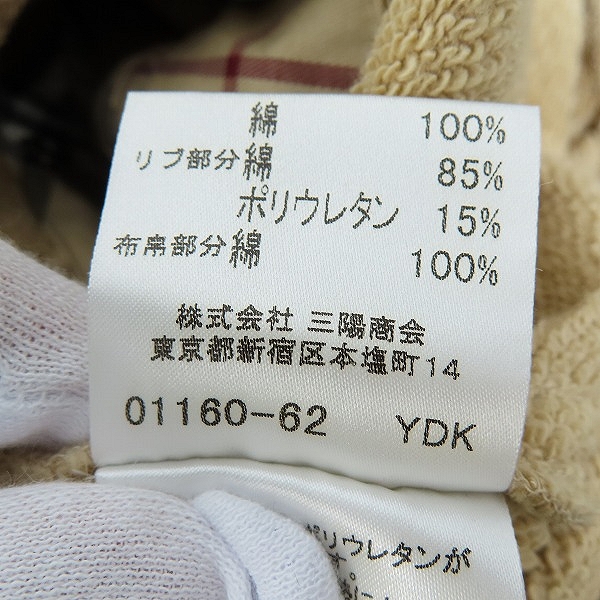 綿 100%
リブ部分 綿 85%
ポリウレタン 15%
布帛部分 綿 100%
株式会社 三陽商会
東京都新宿区本塩町14
01160-62 YDK
ポリウレタンが
す。